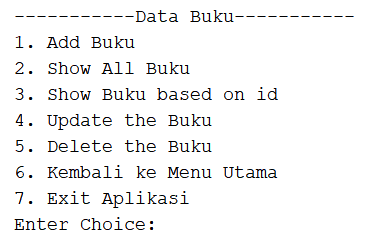 -----------Data Buku-----------
1. Add Buku
2. Show All Buku
3. Show Buku based on id
4. Update the Buku
5. Delete the Buku
6. Kembali ke Menu Utama
7. Exit Aplikasi
Enter Choice: